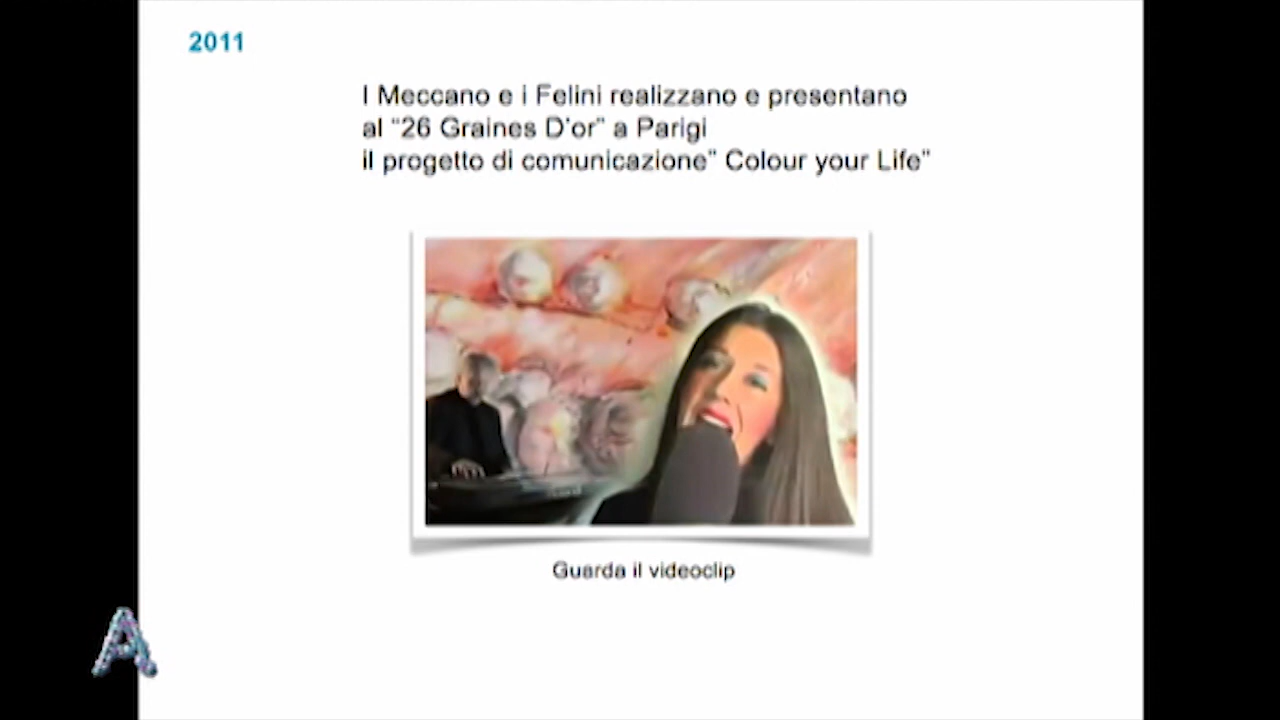 2011
I Meccano e i Felini realizzano e presentano
al “26 Graines D'or” a Parigi
il progetto di comunicazione” Colour your Life”
Guarda il videoclip
A.